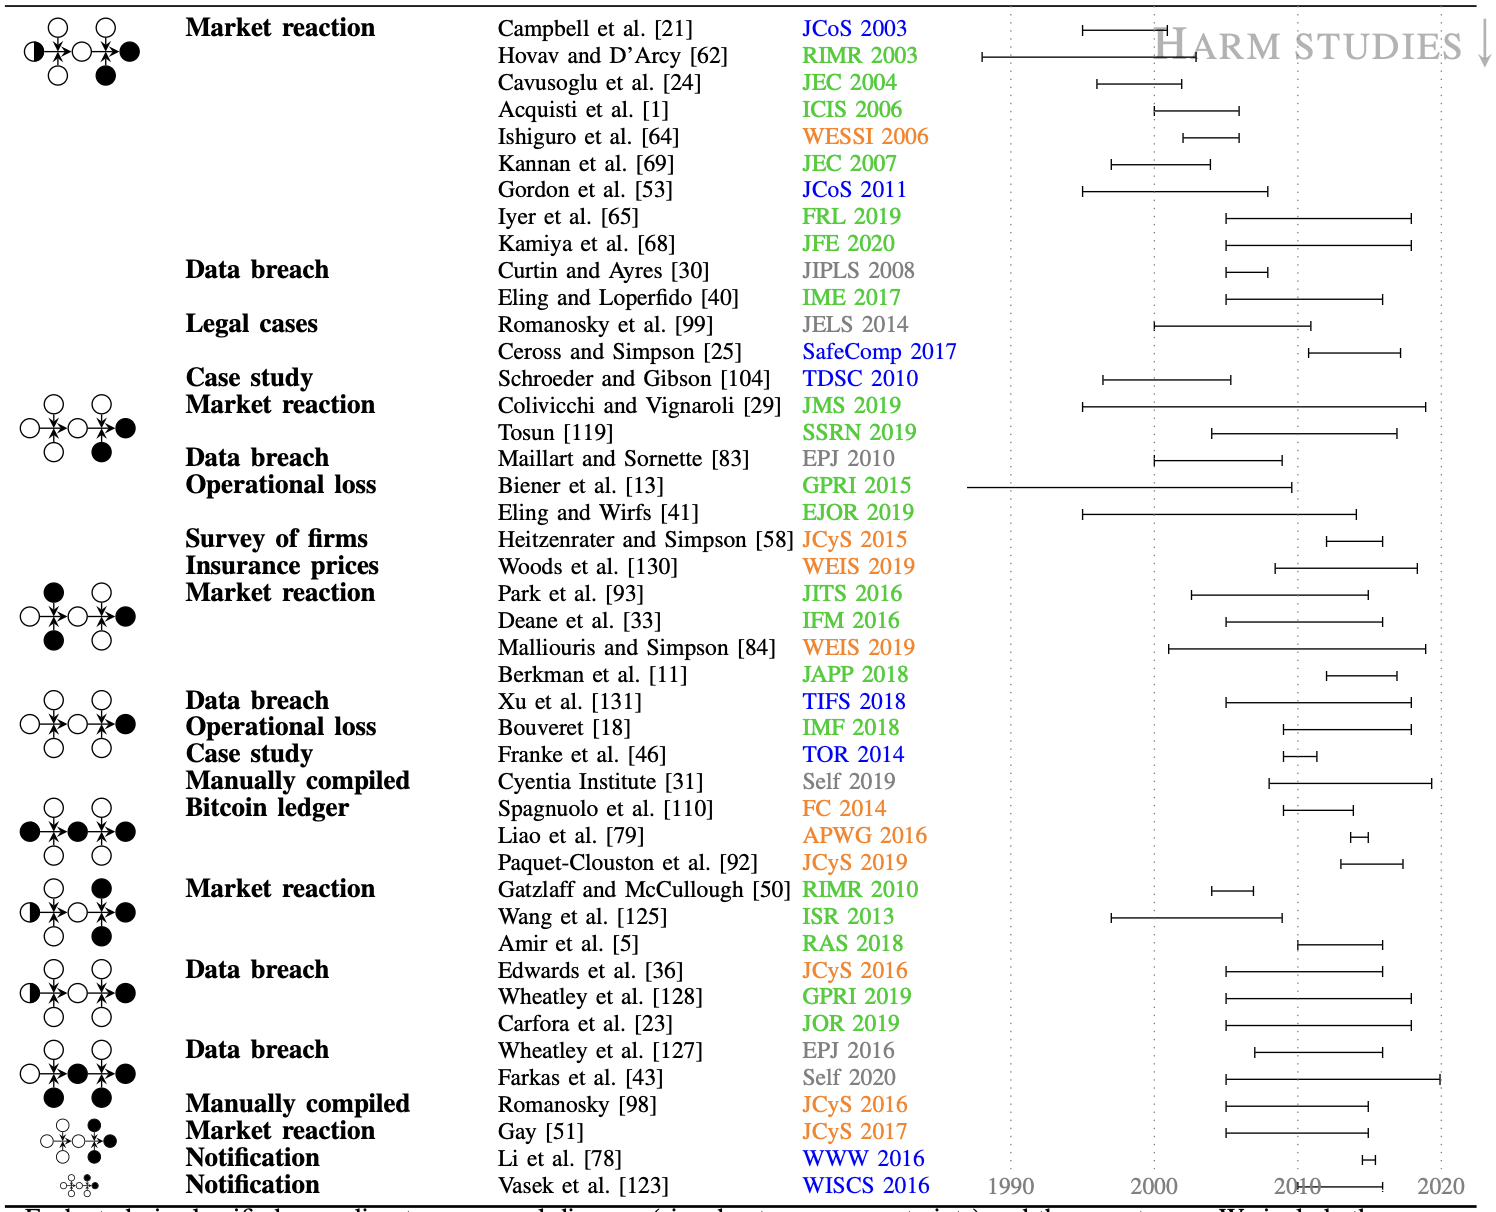 HARM STUDIES ↓
Market reaction Campbell et al. [21] JCoS 2003
Hovav and D'Arcy [62] RIMR 2003
Cavusoglu et al. [24] JEC 2004
Acquisti et al. [1] ICIS 2006
Ishiguro et al. [64] WESSI 2006
Kannan et al. [69] JEC 2007
Gordon et al. [53] JCoS 2011
Iyer et al. [65] FRL 2019
Kamiya et al. [68] JFE 2020
Data breach Curtin and Ayres [30] JIPLS 2008
Eling and Loperfido [40] IME 2017
Legal cases Romanosky et al. [99] JELS 2014
Ceross and Simpson [25] SafeComp 2017
Case study Schroeder and Gibson [104] TDSC 2010
Market reaction Colivicchi and Vignaroli [29] JMS 2019
Tosun [119] SSRN 2019
Data breach Maillart and Sornette [83] EPJ 2010
Operational loss Biener et al. [13] GPRI 2015
Eling and Wirfs [41] EJOR 2019
Survey of firms Heitzenrater and Simpson [58] JCyS 2015
Insurance prices Woods et al. [130] WEIS 2019
Market reaction Park et al. [93] JITS 2016
Deane et al. [33] IFM 2016
Malliouris and Simpson [84] WEIS 2019
Berkman et al. [11] JAPP 2018
Data breach Xu et al. [131] TIFS 2018
Operational loss Bouveret [18] IMF 2018
Case study Franke et al. [46] TOR 2014
Manually compiled Cyentia Institute [31] Self 2019
Bitcoin ledger Spagnuolo et al. [110] FC 2014
Liao et al. [79] APWG 2016
Paquet-Clouston et al. [92] JCyS 2019
Market reaction Gatzlaff and McCullough [50] RIMR 2010
Wang et al. [125] ISR 2013
Amir et al. [5] RAS 2018
Data breach Edwards et al. [36] JCyS 2016
Wheatley et al. [128] GPRI 2019
Carfora et al. [23] JOR 2019
Data breach Wheatley et al. [127] EPJ 2016
Farkas et al. [43] Self 2020
Manually compiled Romanosky [98] JCyS 2016
Market reaction Gay [51] JCyS 2017
Notification Li et al. [78] WWW 2016
Notification Vasek et al. [123] WISCS 2016 1990 2000 2010 2020